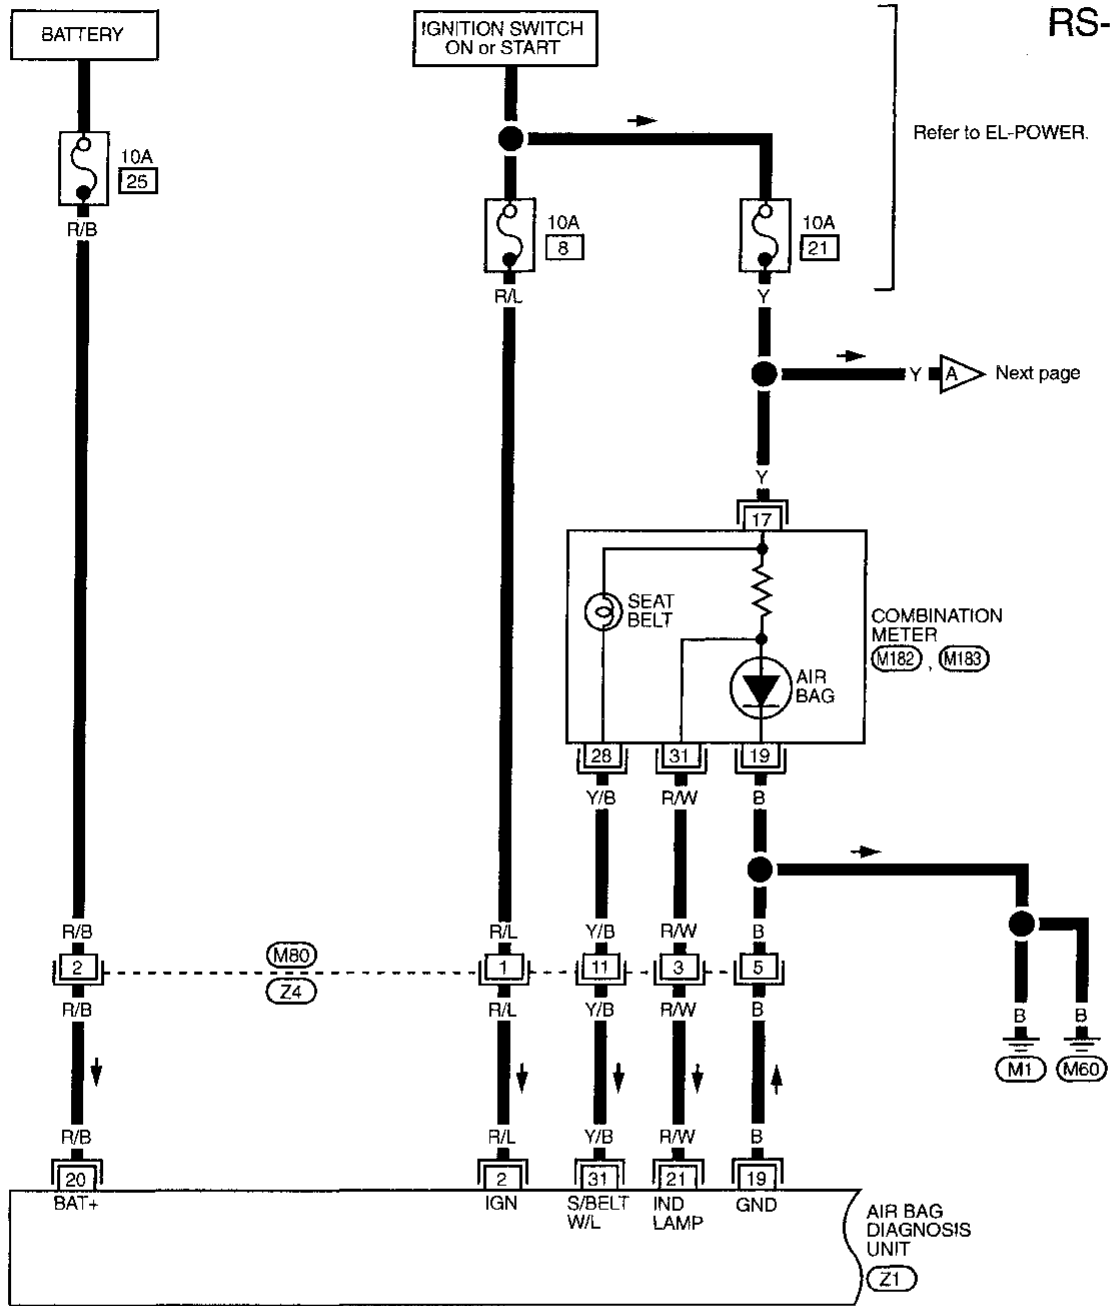 RS-
BATTERY
IGNITION SWITCH
ON or START
Refer to EL-POWER.
10A
25
R/B
10A
8
10A
21
R/L
Y
Y
A
Next page
Y
17
SEAT
BELT
COMBINATION
METER
M182 , M183
AIR
BAG
28
31
19
Y/B
R/W
B
R/B
R/L
Y/B
R/W
B
2
M80
Z4
1
11
3
5
R/B
R/L
Y/B
R/W
B
B
B
M1
M60
R/B
R/L
Y/B
R/W
B
20
2
31
21
19
BAT+
IGN
S/BELT
W/L
IND
LAMP
GND
AIR BAG
DIAGNOSIS
UNIT
Z1